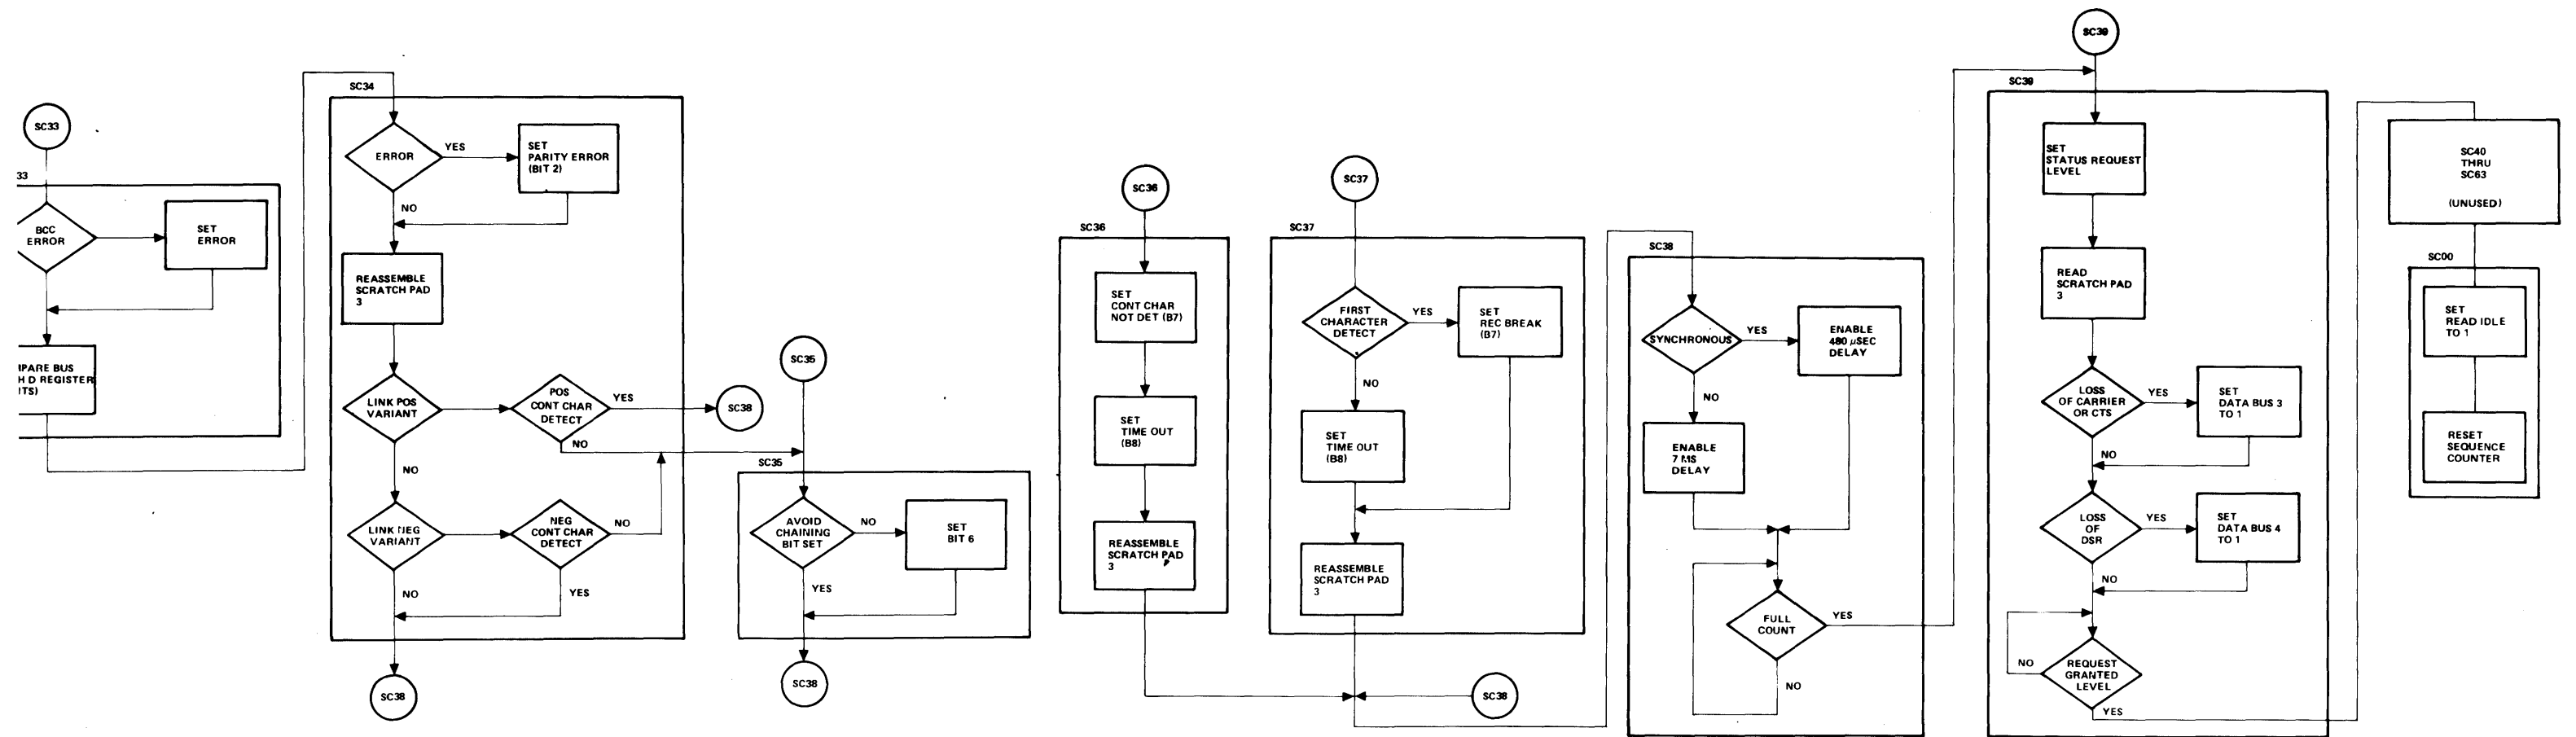 SC33
33
BCC
ERROR
SET
ERROR
IPARE BUS
H D REGISTER
ITS)
SC34
ERROR
YES
SET
PARITY ERROR
(BIT 2)
NO
REASSEMBLE
SCRATCH PAD
3
LINK POS
VARIANT
POS
CONT CHAR
DETECT
YES
SC38
NO
NO
LINK NEG
VARIANT
NEG
CONT CHAR
DETECT
NO
NO
YES
SC38
SC35
SC35
AVOID
CHAINING
BIT SET
NO
SET
BIT 6
YES
SC38
SC36
SC36
SET
CONT CHAR
NOT DET (B7)
SET
TIME OUT
(B8)
REASSEMBLE
SCRATCH PAD
3
SC37
SC37
FIRST
CHARACTER
DETECT
YES
SET
REC BREAK
(B7)
NO
SET
TIME OUT
(B8)
REASSEMBLE
SCRATCH PAD
3
SC38
SC38
SYNCHRONOUS
YES
ENABLE
480 μSEC
DELAY
NO
ENABLE
7 MS
DELAY
FULL
COUNT
YES
NO
SC39
SC39
SET
STATUS REQUEST
LEVEL
READ
SCRATCH PAD
3
LOSS
OF CARRIER
OR CTS
YES
SET
DATA BUS 3
TO 1
NO
LOSS
OF
DSR
YES
SET
DATA BUS 4
TO 1
NO
REQUEST
GRANTED
LEVEL
NO
YES
SC40
THRU
SC63
(UNUSED)
SC00
SET
READ IDLE
TO 1
RESET
SEQUENCE
COUNTER